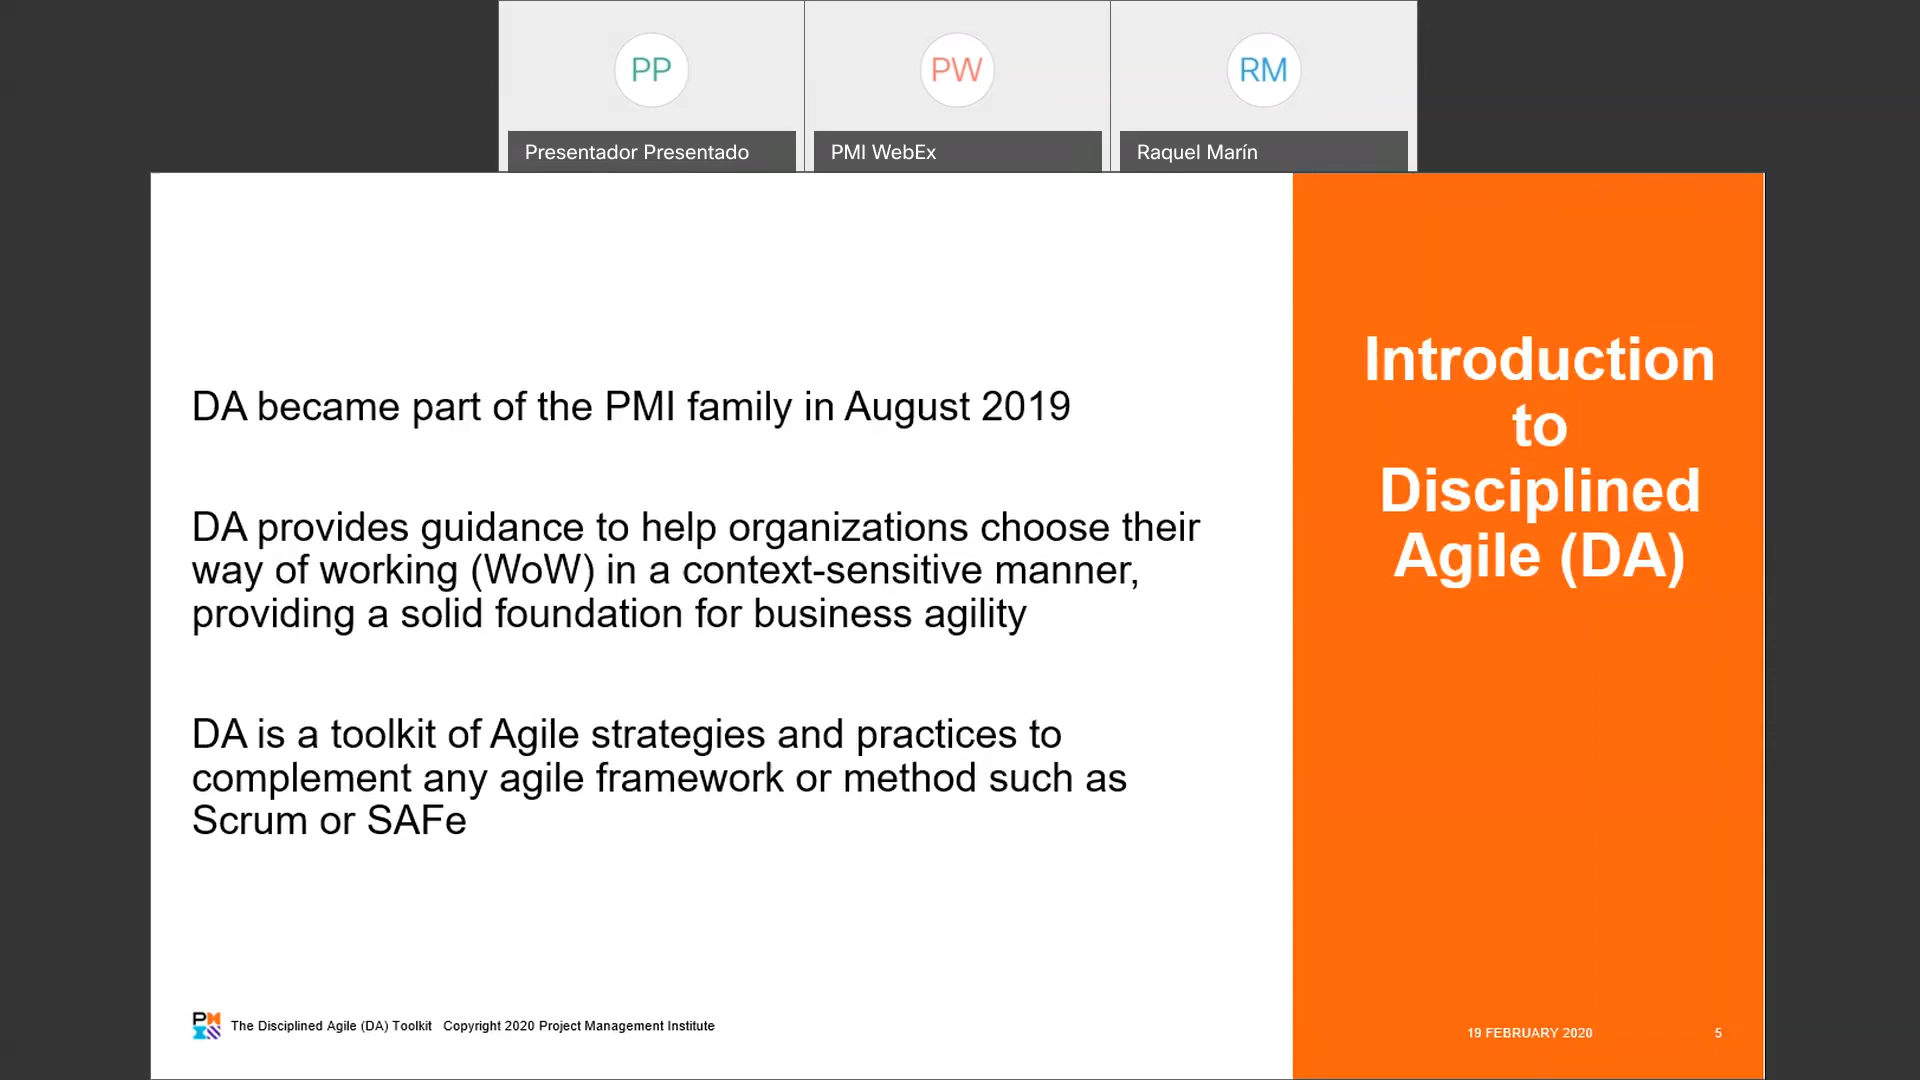 PP
PW
RM
Presentador Presentado
PMI WebEx
Raquel Marín
DA became part of the PMI family in August 2019
DA provides guidance to help organizations choose their
way of working (WoW) in a context-sensitive manner,
providing a solid foundation for business agility
DA is a toolkit of Agile strategies and practices to
complement any agile framework or method such as
Scrum or SAFe
Introduction
to
Disciplined
Agile (DA)
The Disciplined Agile (DA) Toolkit Copyright 2020 Project Management Institute
19 FEBRUARY 2020
5